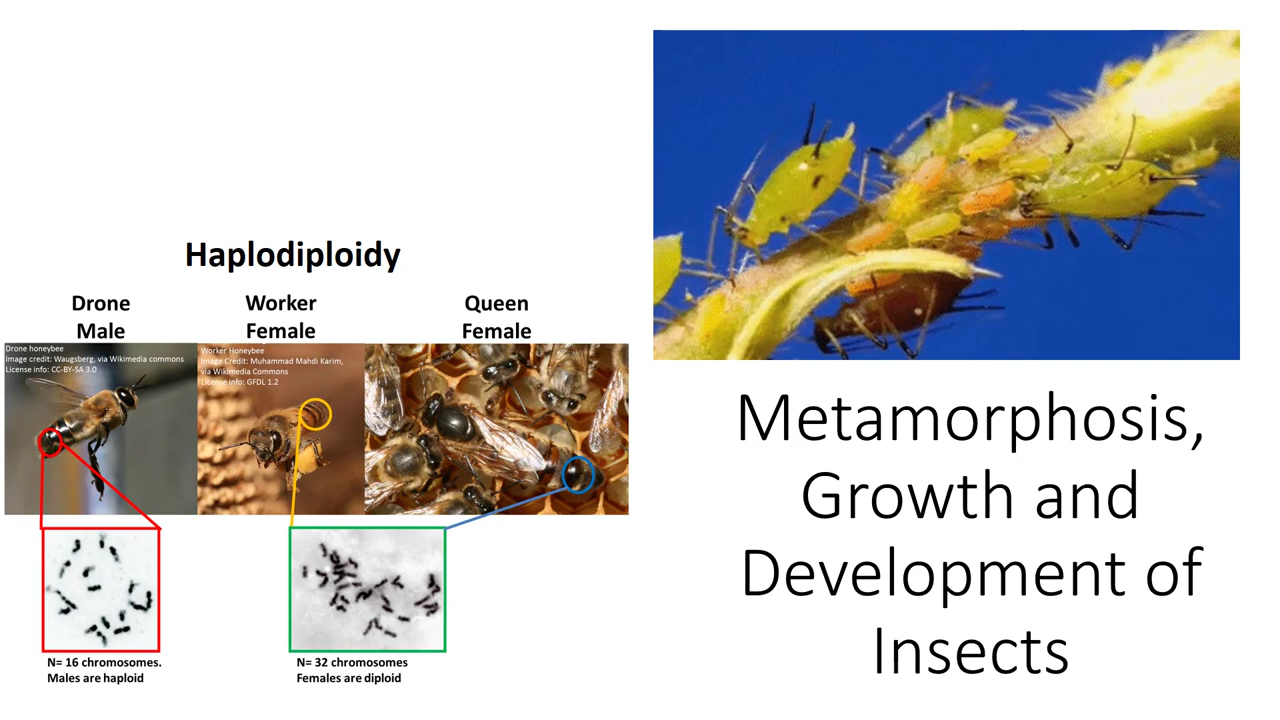 Haplodiploidy
Drone
Male
Worker
Female
Queen
Female
Drone honeybee
Image credit: Waugsberg, via Wikimedia commons
License info: CC-BY-SA 3.0
Worker Honeybee
Image Credit: Muhammad Mahdi Karim,
via Wikimedia Commons
License info: GFDL 1.2
N= 16 chromosomes.
Males are haploid
N= 32 chromosomes
Females are diploid
Metamorphosis,
Growth and
Development of
Insects